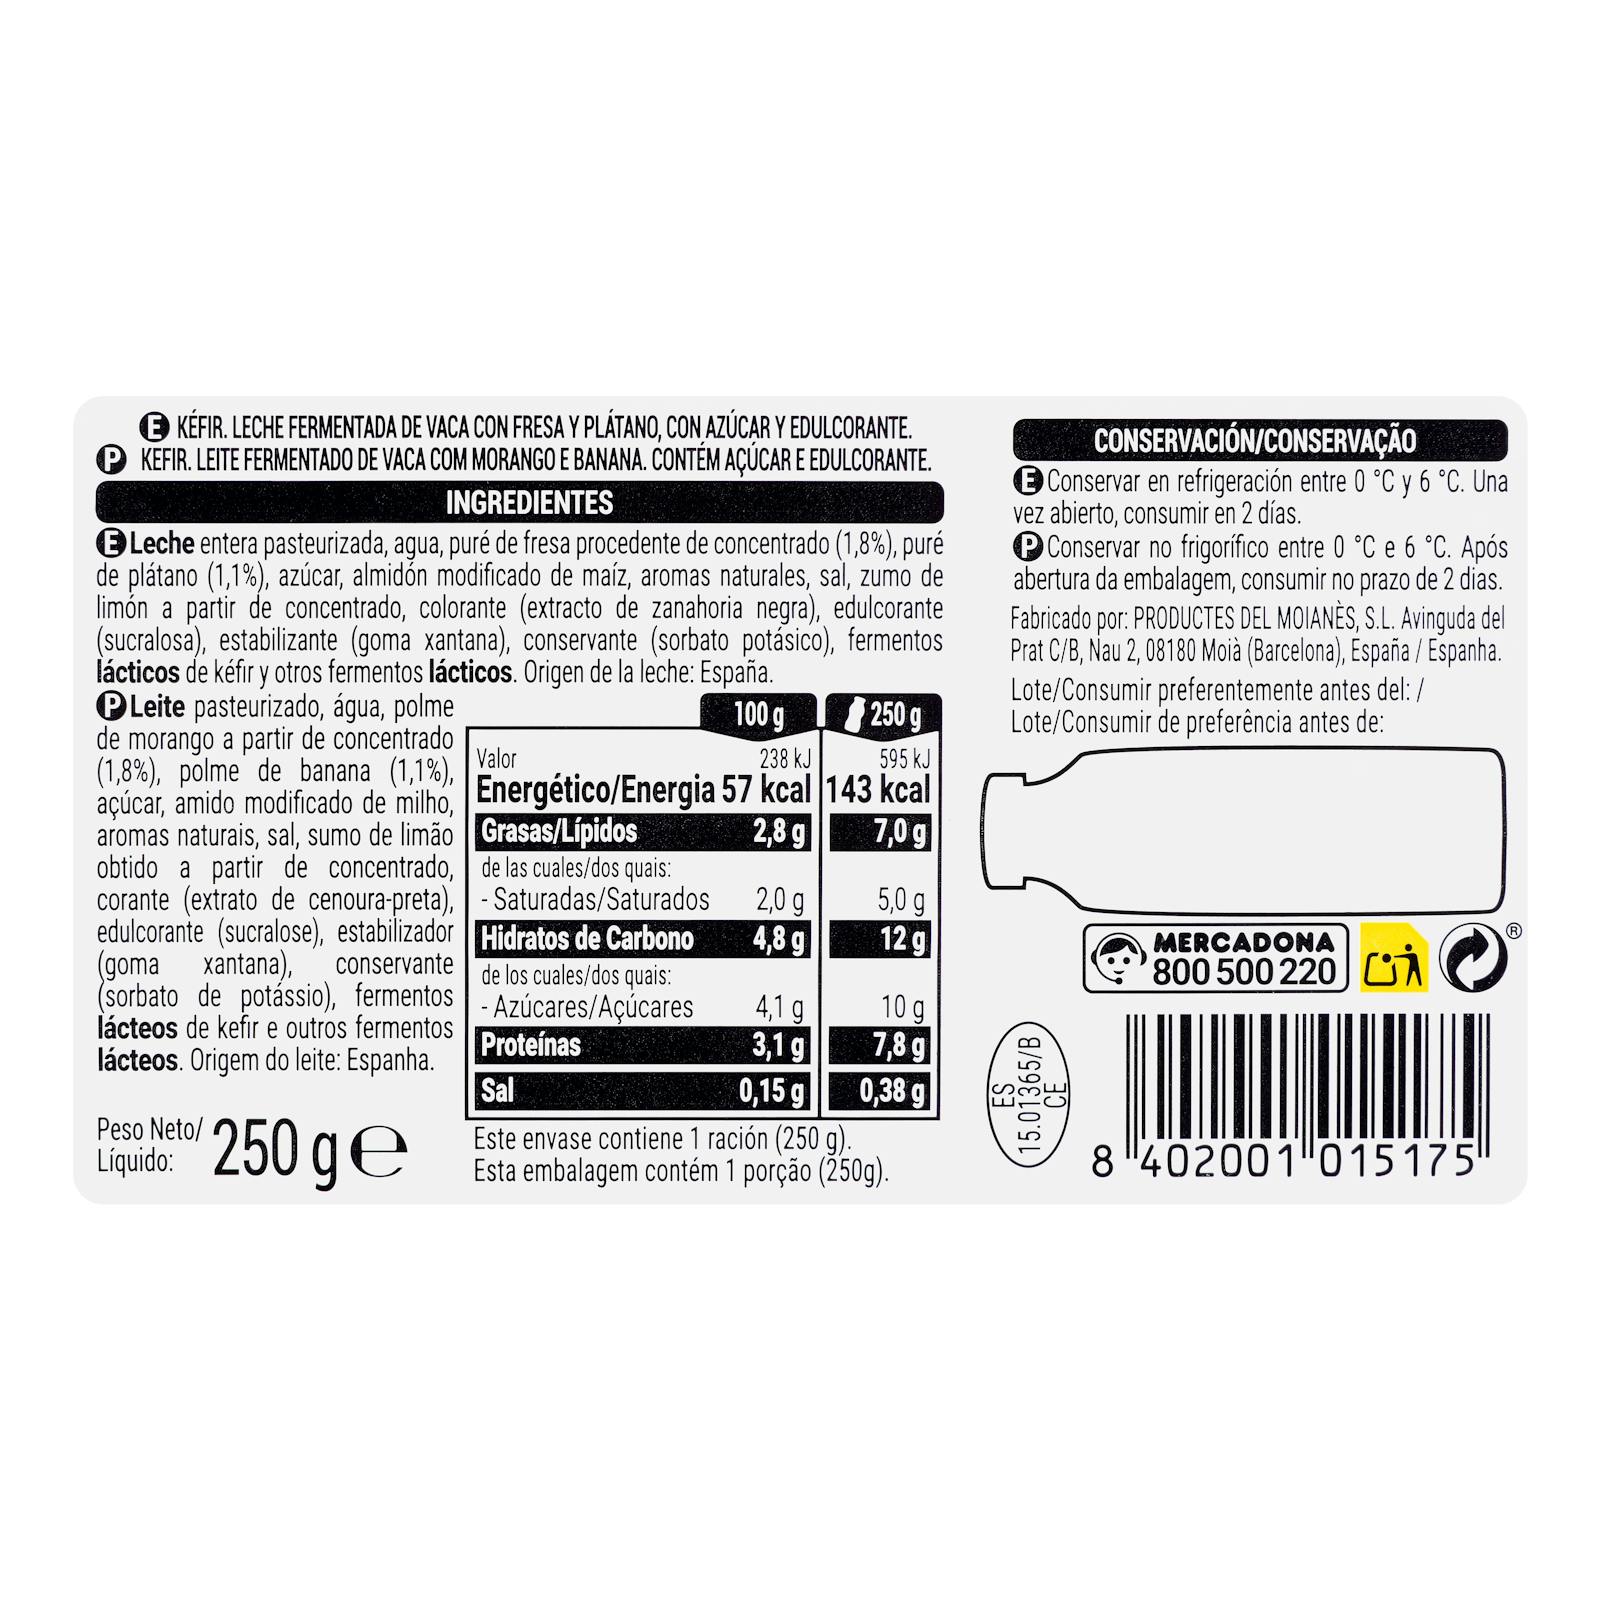 E KÉFIR. LECHE FERMENTADA DE VACA CON FRESA Y PLÁTANO, CON AZÚCAR Y EDULCORANTE.
P KEFIR. LEITE FERMENTADO DE VACA COM MORANGO E BANANA. CONTÉM AÇÚCAR E EDULCORANTE.
INGREDIENTES
E Leche entera pasteurizada, agua, puré de fresa procedente de concentrado (1,8%), puré
de plátano (1,1%), azúcar, almidón modificado de maíz, aromas naturales, sal, zumo de
limón a partir de concentrado, colorante (extracto de zanahoria negra), edulcorante
(sucralosa), estabilizante (goma xantana), conservante (sorbato potásico), fermentos
lácticos de kéfir y otros fermentos lácticos. Origen de la leche: España.
P Leite pasteurizado, água, polme
de morango a partir de concentrado
(1,8%), polme de banana (1,1%),
açúcar, amido modificado de milho,
aromas naturais, sal, sumo de limão
obtido a partir de concentrado,
corante (extrato de cenoura-preta),
edulcorante (sucralose), estabilizador
(goma xantana), conservante
(sorbato de potássio), fermentos
lácteos de kefir e outros fermentos
lácteos. Origem do leite: Espanha.
Peso Neto/
Líquido: 250 g e
100 g 250 g
Valor 238 kJ 595 kJ
Energético/Energia 57 kcal 143 kcal
Grasas/Lípidos 2,8 g 7,0 g
de las cuales/dos quais:
- Saturadas/Saturados 2,0 g 5,0 g
Hidratos de Carbono 4,8 g 12 g
de los cuales/dos quais:
- Azúcares/Açúcares 4,1 g 10 g
Proteínas 3,1 g 7,8 g
Sal 0,15 g 0,38 g
Este envase contiene 1 ración (250 g).
Esta embalagem contém 1 porção (250g).
CONSERVACIÓN/CONSERVAÇÃO
E Conservar en refrigeración entre 0 °C y 6 °C. Una
vez abierto, consumir en 2 días.
P Conservar no frigorífico entre 0 °C e 6 °C. Após
abertura da embalagem, consumir no prazo de 2 dias.
Fabricado por: PRODUCTES DEL MOIANÈS, S.L. Avinguda del
Prat C/B, Nau 2, 08180 Moià (Barcelona), España / Espanha.
Lote/Consumir preferentemente antes del: /
Lote/Consumir de preferência antes de:
MERCADONA
800 500 220
®
ES
15.01365/B
CE
8 402001 015175